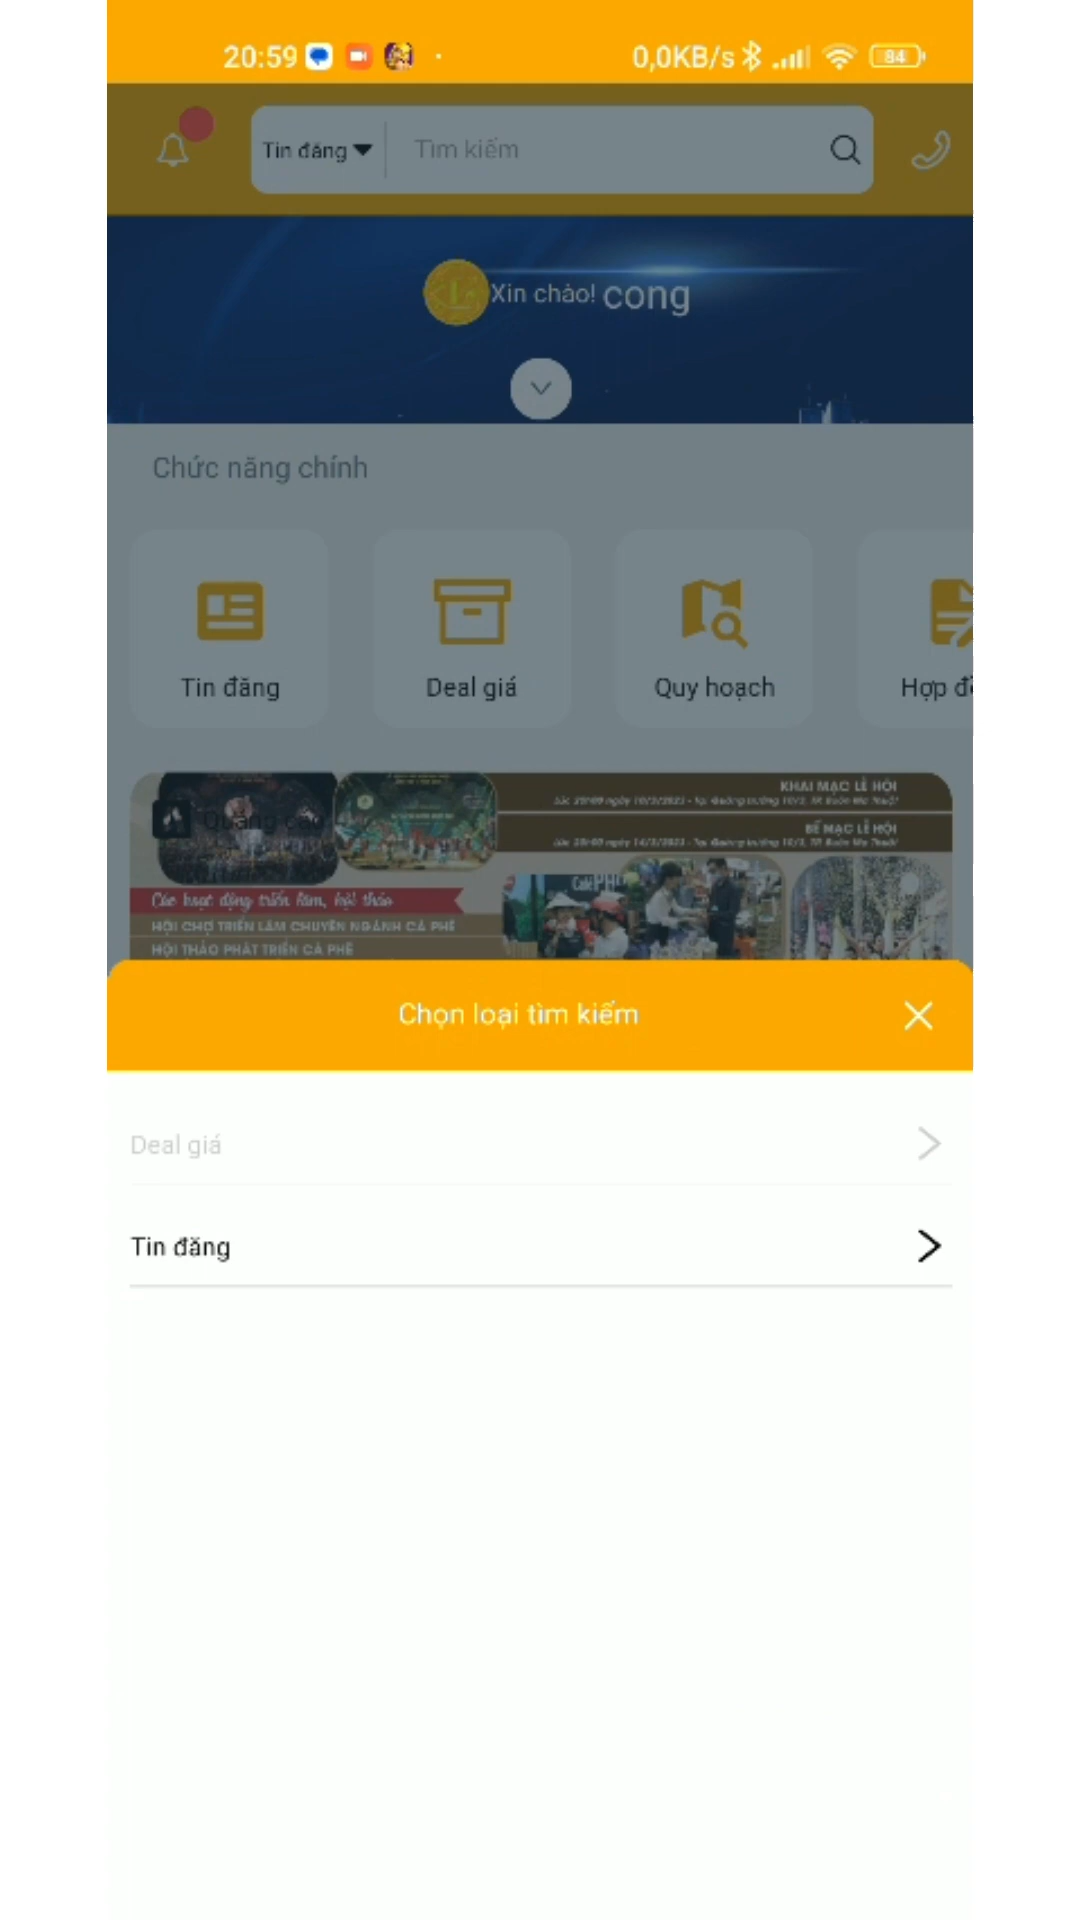 20:59
0,0KB/s
84
Tin đăng
Tìm kiếm
Xin chào! cong
Chức năng chính
Tin đăng
Deal giá
Quy hoạch
Hợp
Quảng cáo
KHAI MẠC LỄ HỘI
BẾ MẠC LỄ HỘI
Các hoạt động triển lãm, hội thảo
HỘI CHỢ TRIỂN LÃM CHUYÊN NGÀNH CÀ PHÊ
HỘI THẢO PHÁT TRIỂN CÀ PHÊ
Chọn loại tìm kiếm
Deal giá
Tin đăng